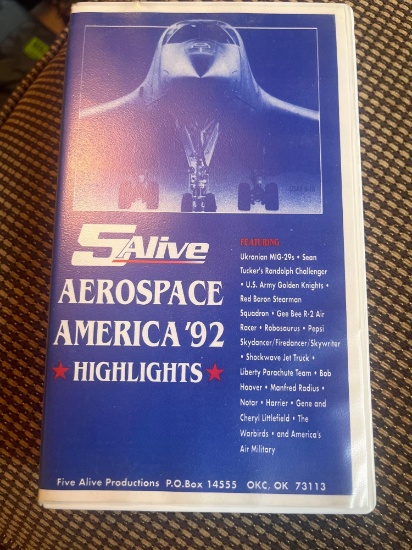 5 Alive
AEROSPACE
AMERICA '92
★ HIGHLIGHTS ★
FEATURING
Ukranian MIG-29s • Sean
Tucker's Randolph Challenger
• U.S. Army Golden Knights •
Red Baron Stearman
Squadron • Gee Bee R-2 Air
Racer • Robosaurus • Pepsi
Skydancer/Firedancer/Skywriter
• Shockwave Jet Truck •
Liberty Parachute Team • Bob
Hoover • Manfred Radius •
Notar • Harrier • Gene and
Cheryl Littlefield • The
Warbirds • and America's
Air Military
Five Alive Productions P.O.Box 14555 OKC, OK 73113